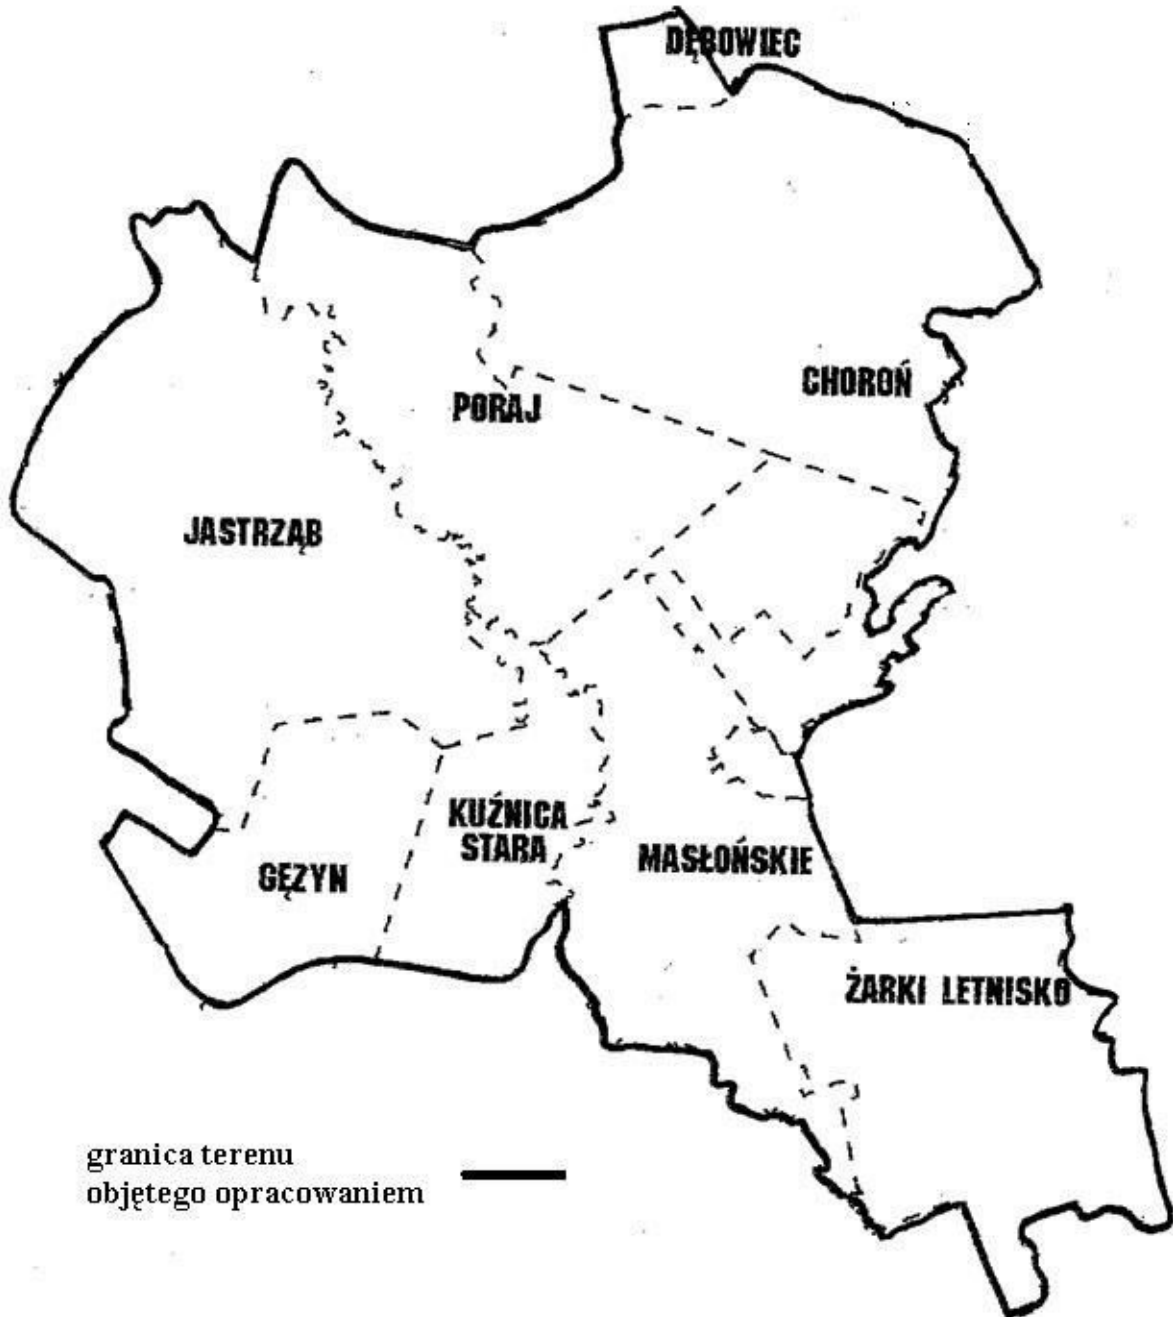 DĘBOWIEC
CHOROŃ
PORAJ
JASTRZĄB
KUŹNICA
STARA
MASŁOŃSKIE
GĘZYN
ŻARKI LETNISKO
granica terenu
objętego opracowaniem